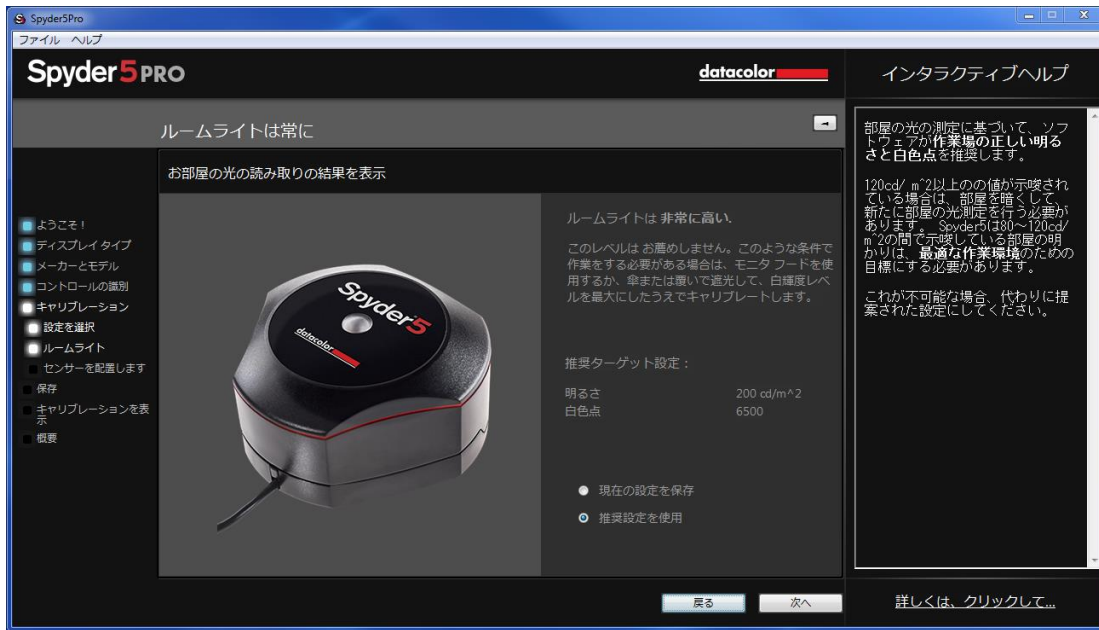 Spyder5Pro
ファイル ヘルプ
Spyder5PRO
datacolor
ルームライトは常に
お部屋の光の読み取りの結果を表示
ようこそ！
ディスプレイ タイプ
メーカーとモデル
コントロールの識別
キャリブレーション
設定を選択
ルームライト
センサーを配置します
保存
キャリブレーションを表
示
概要
Spyder5
datacolor
ルームライトは 非常に高い.
このレベルは お薦めしません。このような条件で
作業をする必要がある場合は、モニタ フードを使
用するか、傘または覆いで遮光して、白輝度レベ
ルを最大にしたうえでキャリブレートします。
推奨ターゲット設定：
明るさ 200 cd/m^2
白色点 6500
現在の設定を保存
推奨設定を使用
戻る 次へ
インタラクティブヘルプ
部屋の光の測定に基づいて、ソフ
トウェアが作業場の正しい明る
さと白色点を推奨します。
120cd/ m^2以上のの値が示唆され
ている場合は、部屋を暗くして、
新たに部屋の光測定を行う必要が
あります。 Spyder5は80～120cd/
m^2の間で示唆している部屋の明
かりは、最適な作業環境のための
目標にする必要があります。
これが不可能な場合、代わりに提
案された設定にしてください。
詳しくは、クリックして...